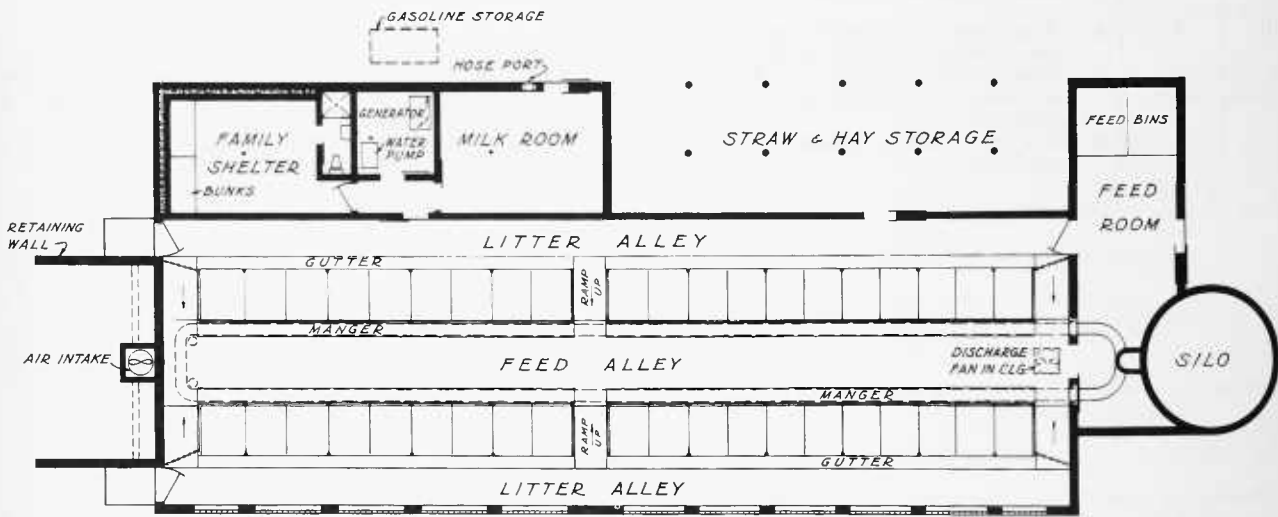 GASOLINE STORAGE
HOSE PORT
GENERATOR
FAMILY
SHELTER
WATER
PUMP
MILK ROOM
STRAW & HAY STORAGE
FEED BINS
BUNKS
FEED
ROOM
RETAINING
WALL
LITTER ALLEY
GUTTER
RAMP
UP
MANGER
AIR INTAKE
FEED ALLEY
DISCHARGE
FAN IN CLG
SILO
MANGER
RAMP
UP
GUTTER
LITTER ALLEY